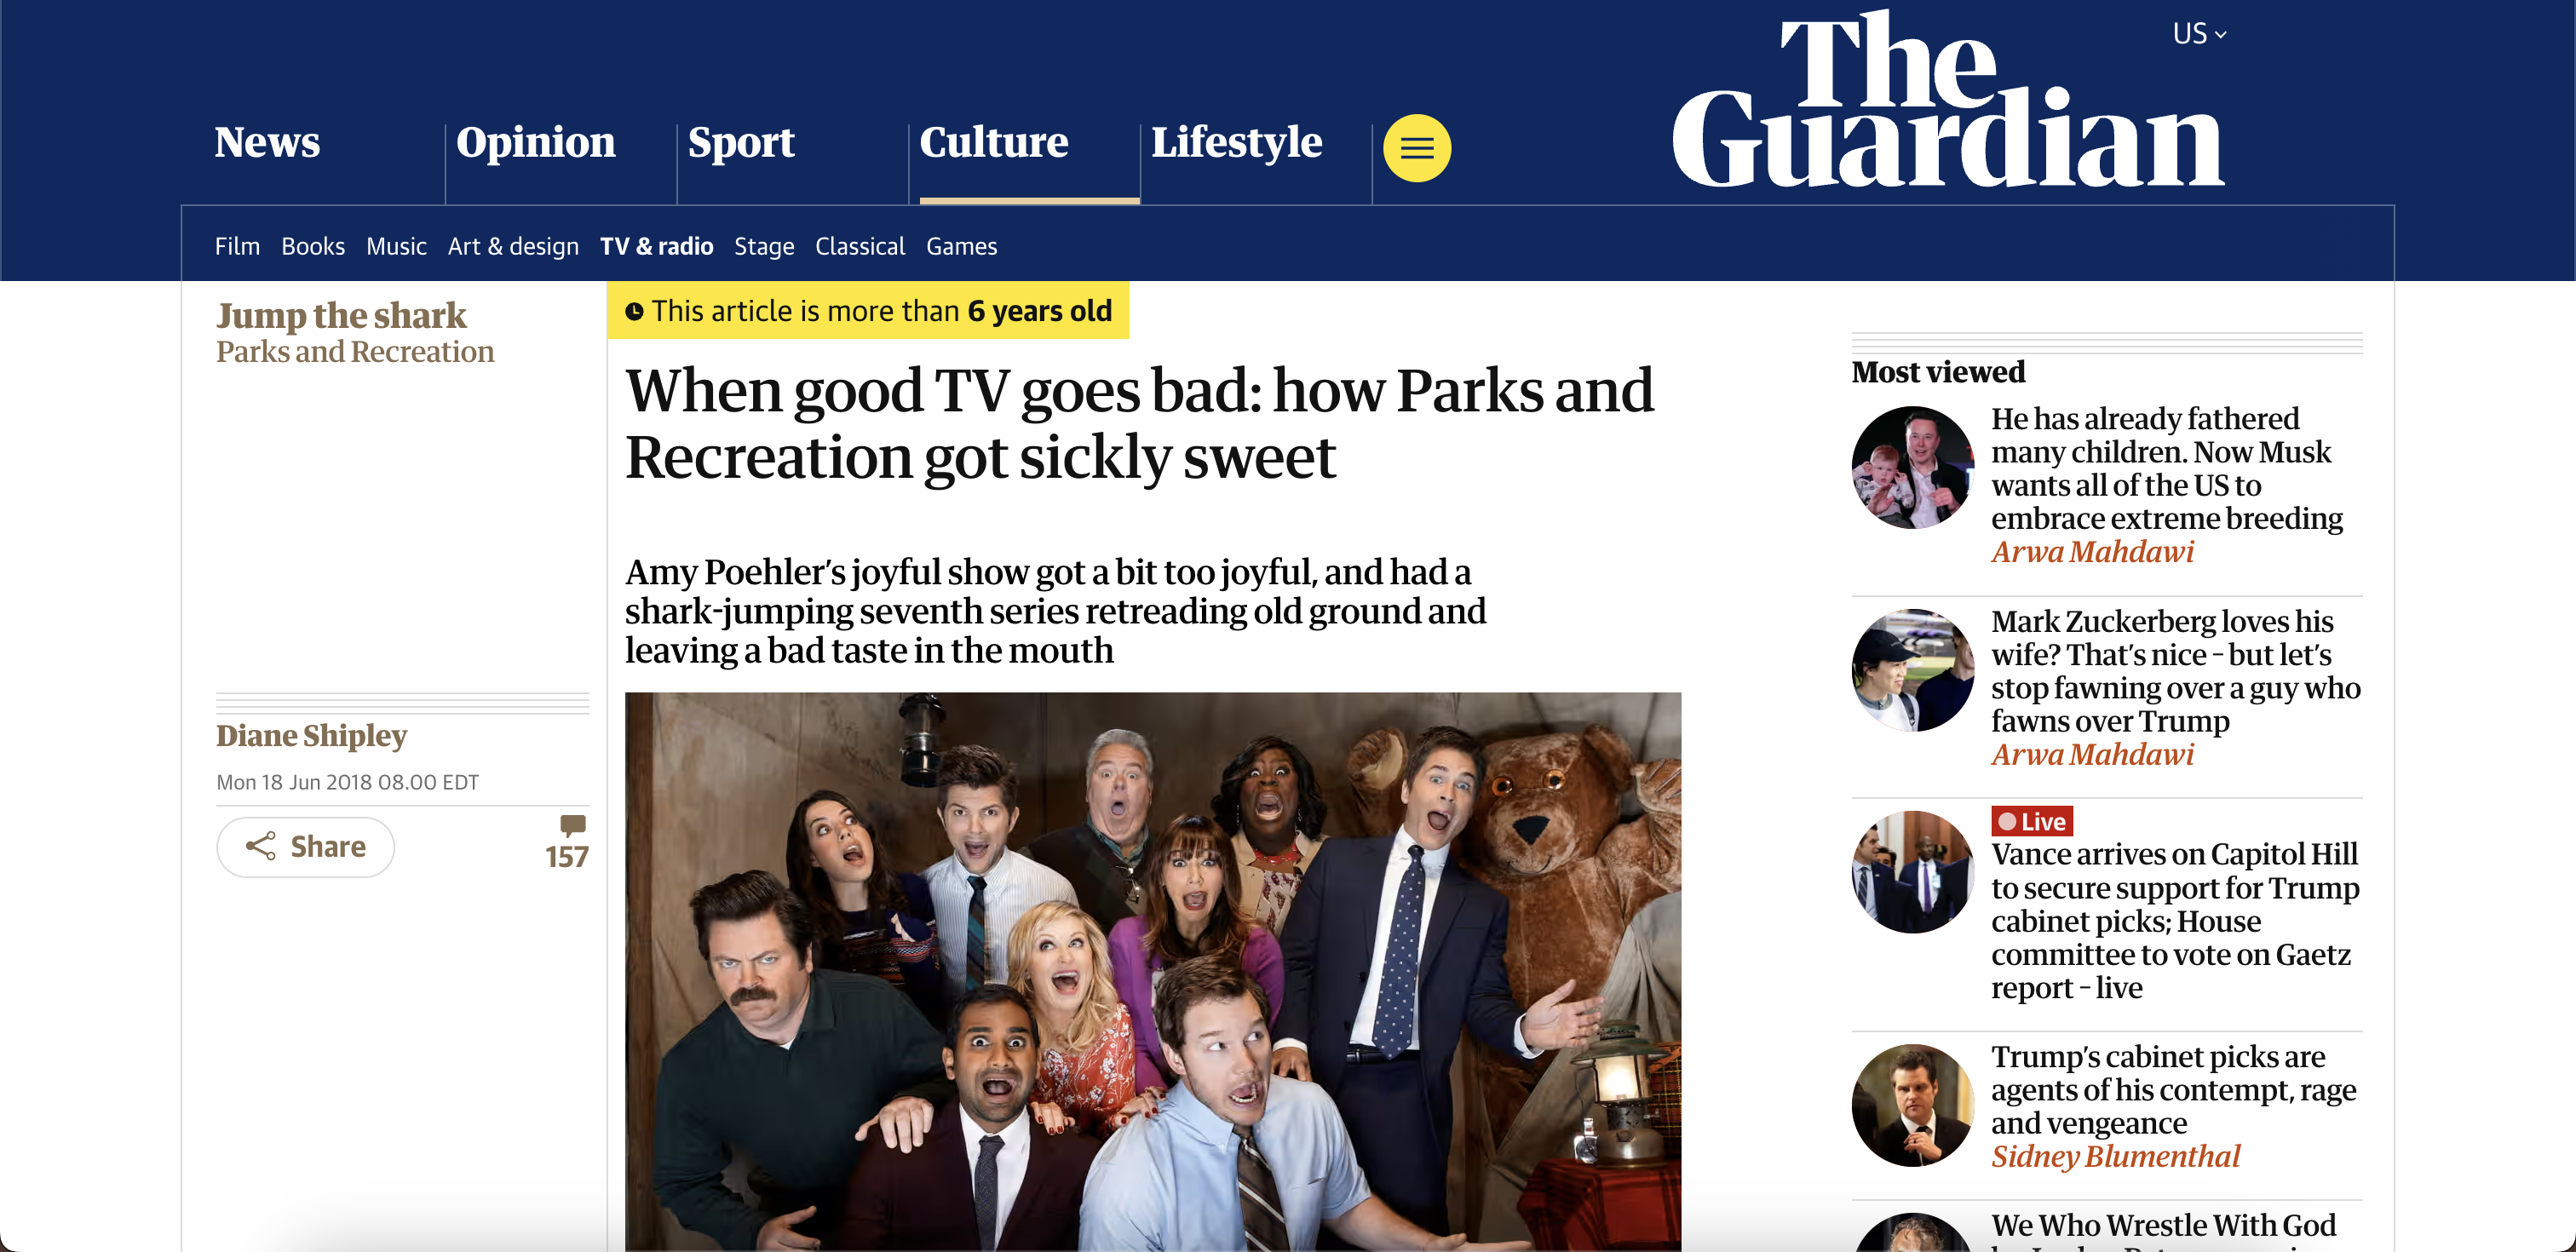 US
The
Guardian
News
Opinion
Sport
Culture
Lifestyle
Film Books Music Art & design TV & radio Stage Classical Games
Jump the shark
Parks and Recreation
This article is more than 6 years old
When good TV goes bad: how Parks and
Recreation got sickly sweet
Amy Poehler’s joyful show got a bit too joyful, and had a
shark-jumping seventh series retreading old ground and
leaving a bad taste in the mouth
Diane Shipley
Mon 18 Jun 2018 08.00 EDT
Share
157
Most viewed
He has already fathered
many children. Now Musk
wants all of the US to
embrace extreme breeding
Arwa Mahdawi
Mark Zuckerberg loves his
wife? That’s nice – but let’s
stop fawning over a guy who
fawns over Trump
Arwa Mahdawi
Live
Vance arrives on Capitol Hill
to secure support for Trump
cabinet picks; House
committee to vote on Gaetz
report – live
Trump’s cabinet picks are
agents of his contempt, rage
and vengeance
Sidney Blumenthal
We Who Wrestle With God